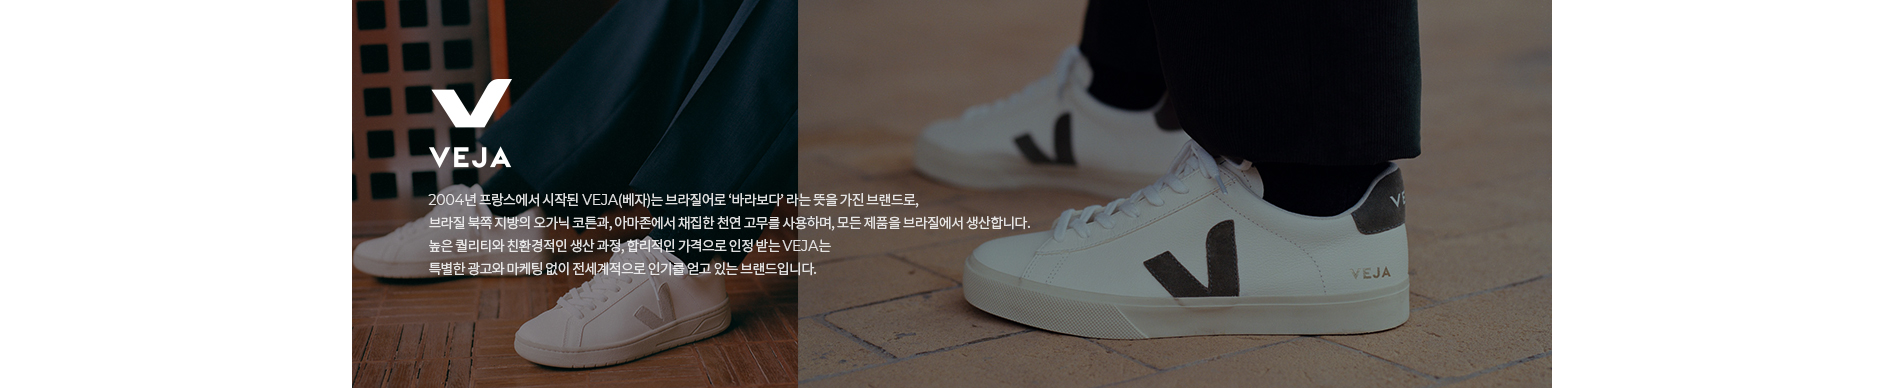 VEJA
2004년 프랑스에서 시작된 VEJA(베자)는 브라질어로 ‘바라보다’ 라는 뜻을 가진 브랜드로,
브라질 북쪽 지방의 오가닉 코튼과, 아마존에서 채집한 천연 고무를 사용하며, 모든 제품을 브라질에서 생산합니다.
높은 퀄리티와 친환경적인 생산 과정, 합리적인 가격으로 인정 받는 VEJA는
특별한 광고와 마케팅 없이 전세계적으로 인기를 얻고 있는 브랜드입니다.
VE
VEJA